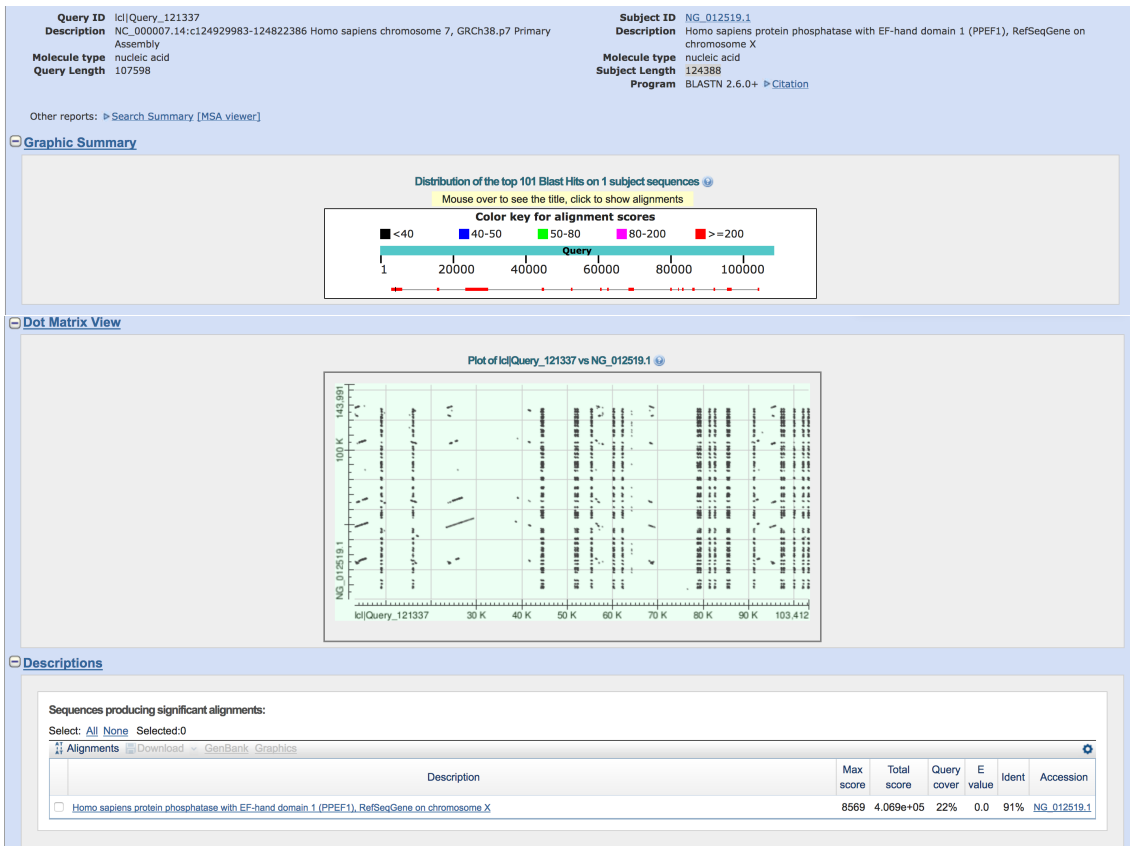 Query ID lcl|Query_121337
Description NC_000007.14:c124929983-124822386 Homo sapiens chromosome 7, GRCh38.p7 Primary
Assembly
Molecule type nucleic acid
Query Length 107598
Subject ID NG_012519.1
Description Homo sapiens protein phosphatase with EF-hand domain 1 (PPEF1), RefSeqGene on
chromosome X
Molecule type nucleic acid
Subject Length 124388
Program BLASTN 2.6.0+ Citation
Other reports: Search Summary [MSA viewer]
Graphic Summary
Distribution of the top 101 Blast Hits on 1 subject sequences
Mouse over to see the title, click to show alignments
Color key for alignment scores
<40 40-50 50-80 80-200 >=200
Query
1 20000 40000 60000 80000 100000
Dot Matrix View
Plot of lcl|Query_121337 vs NG_012519.1
143,991
100 K
NG_012519.1
lcl|Query_121337 30 K 40 K 50 K 60 K 70 K 80 K 90 K 103,412
Descriptions
Sequences producing significant alignments:
Select: All None Selected:0
Alignments Download GenBank Graphics
Description Max score Total score Query cover E value Ident Accession
Homo sapiens protein phosphatase with EF-hand domain 1 (PPEF1), RefSeqGene on chromosome X 8569 4.069e+05 22% 0.0 91% NG_012519.1